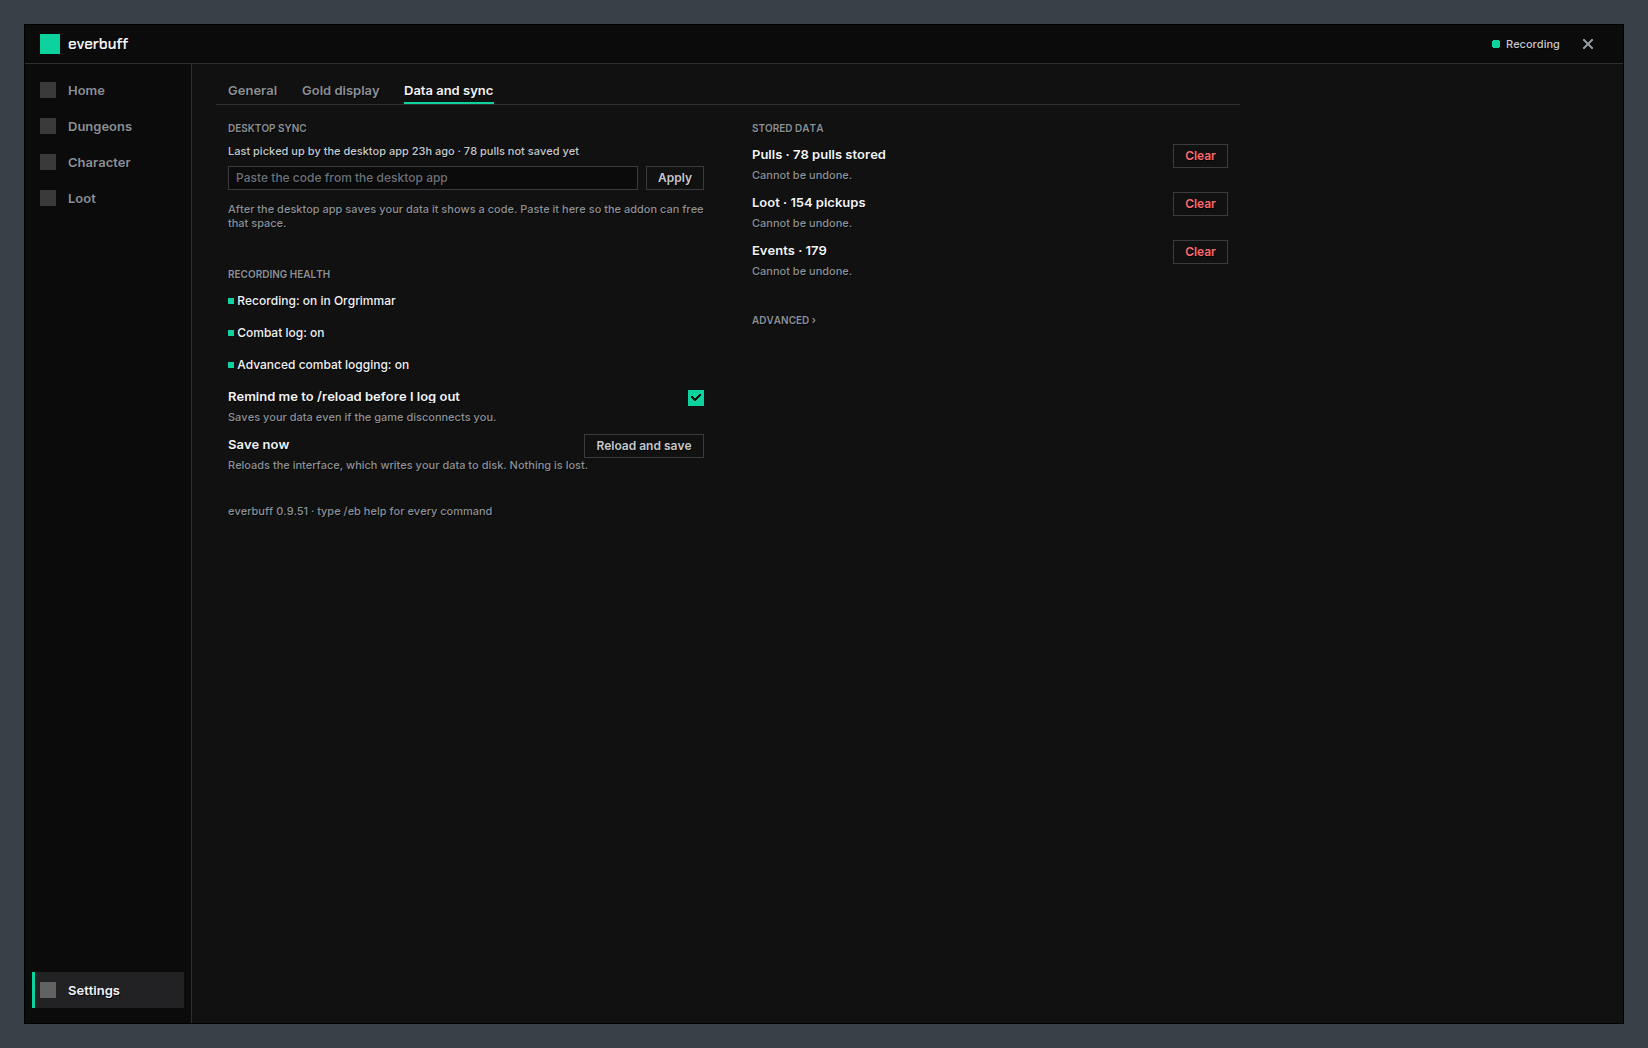 everbuff
Recording
Home
Dungeons
Character
Loot
Settings
General
Gold display
Data and sync
DESKTOP SYNC
Last picked up by the desktop app 23h ago · 78 pulls not saved yet
Paste the code from the desktop app
Apply
After the desktop app saves your data it shows a code. Paste it here so the addon can free
that space.
RECORDING HEALTH
Recording: on in Orgrimmar
Combat log: on
Advanced combat logging: on
Remind me to /reload before I log out
Saves your data even if the game disconnects you.
Save now
Reload and save
Reloads the interface, which writes your data to disk. Nothing is lost.
everbuff 0.9.51 · type /eb help for every command
STORED DATA
Pulls · 78 pulls stored
Clear
Cannot be undone.
Loot · 154 pickups
Clear
Cannot be undone.
Events · 179
Clear
Cannot be undone.
ADVANCED ›